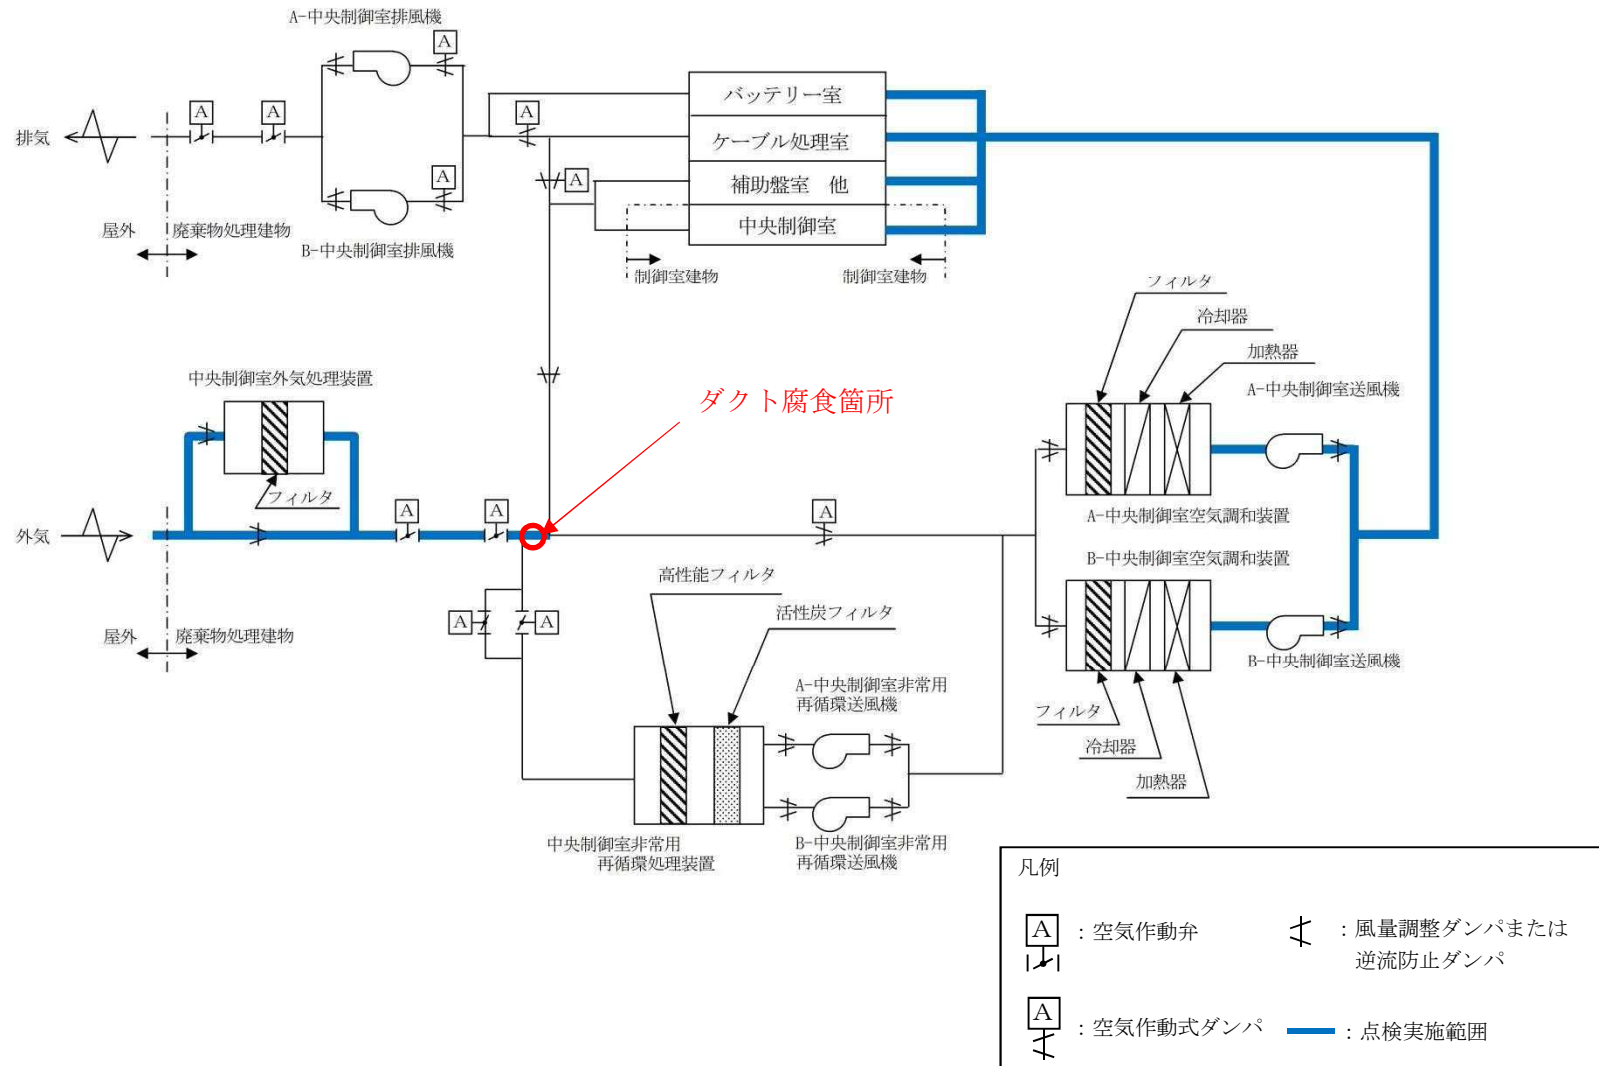 A-中央制御室排風機
A
A
A
A
排気
屋外
廃棄物処理建物
A
B-中央制御室排風機
A
バッテリー室
ケーブル処理室
補助盤室　他
中央制御室
制御室建物
制御室建物
フィルタ
冷却器
加熱器
A-中央制御室送風機
中央制御室外気処理装置
フィルタ
ダクト腐食箇所
A
A
A
外気
屋外
廃棄物処理建物
A-中央制御室空気調和装置
B-中央制御室空気調和装置
B-中央制御室送風機
高性能フィルタ
活性炭フィルタ
A
A
A-中央制御室非常用
再循環送風機
フィルタ
冷却器
加熱器
中央制御室非常用
再循環処理装置
B-中央制御室非常用
再循環送風機
凡例
A
：空気作動弁
：風量調整ダンパまたは
逆流防止ダンパ
A
：空気作動式ダンパ
：点検実施範囲